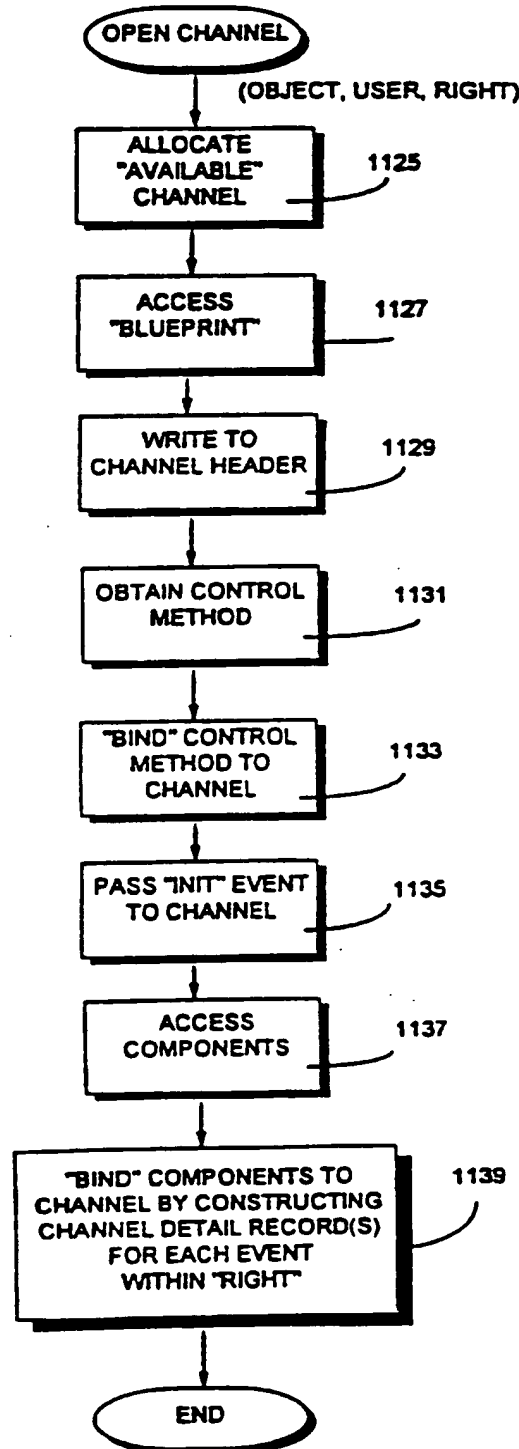 OPEN CHANNEL
(OBJECT, USER, RIGHT)
ALLOCATE
"AVAILABLE"
CHANNEL
1125
ACCESS
"BLUEPRINT"
1127
WRITE TO
CHANNEL HEADER
1129
OBTAIN CONTROL
METHOD
1131
"BIND" CONTROL
METHOD TO
CHANNEL
1133
PASS "INIT" EVENT
TO CHANNEL
1135
ACCESS
COMPONENTS
1137
"BIND" COMPONENTS TO
CHANNEL BY CONSTRUCTING
CHANNEL DETAIL RECORD(S)
FOR EACH EVENT
WITHIN "RIGHT"
1139
END